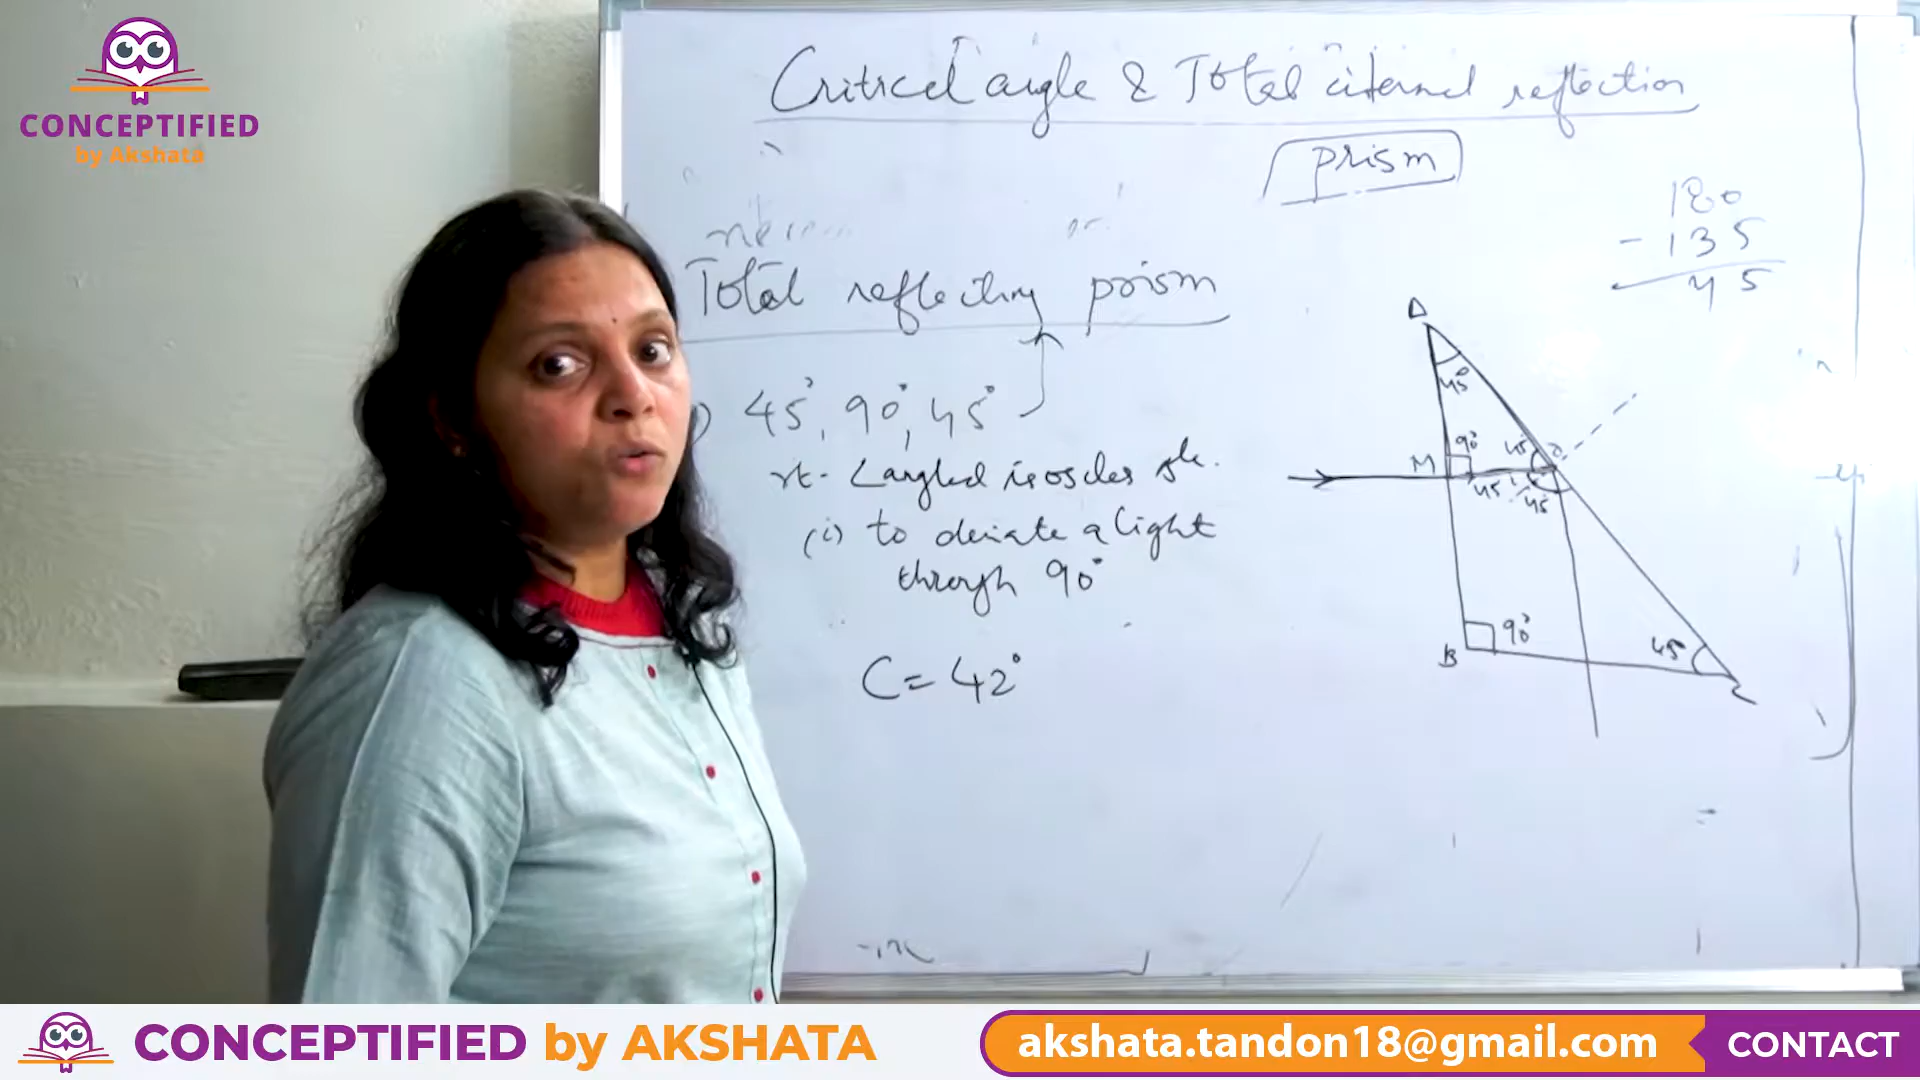 CONCEPTIFIED
by Akshata
Critical angle & Total internal reflection
prism
180
- 135
45
Total reflecting prism
45°, 90°, 45°
rt. angled isosceles
(i) to deviate a light
through 90°
C = 42°
A
45°
M
90°
45
45
45
B
90°
45
C
CONCEPTIFIED by AKSHATA
akshata.tandon18@gmail.com
CONTACT